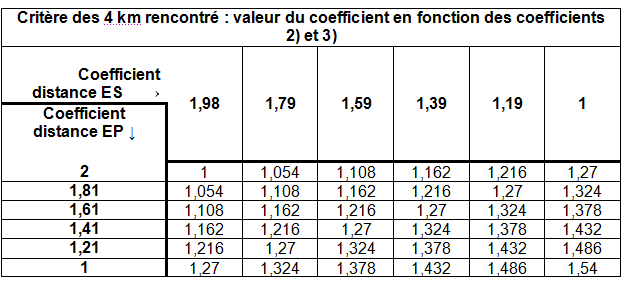 Critère des 4 km rencontré : valeur du coefficient en fonction des coefficients
2) et 3)
Coefficient
distance ES ›
1,98 1,79 1,59 1,39 1,19 1
Coefficient
distance EP ↓
2 1 1,054 1,108 1,162 1,216 1,27
1,81 1,054 1,108 1,162 1,216 1,27 1,324
1,61 1,108 1,162 1,216 1,27 1,324 1,378
1,41 1,162 1,216 1,27 1,324 1,378 1,432
1,21 1,216 1,27 1,324 1,378 1,432 1,486
1 1,27 1,324 1,378 1,432 1,486 1,54